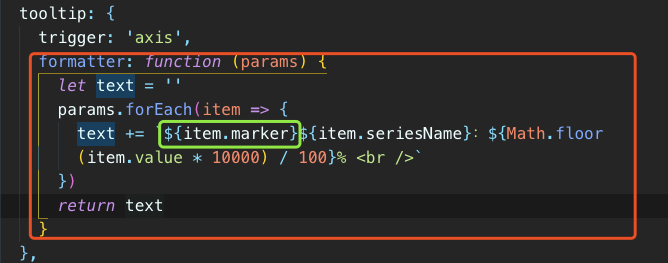 tooltip: {
trigger: 'axis',
formatter: function (params) {
let text = ''
params.forEach(item => {
text += `${item.marker}${item.seriesName}: ${Math.floor
(item.value * 10000) / 100}% <br />`
})
return text
}
},